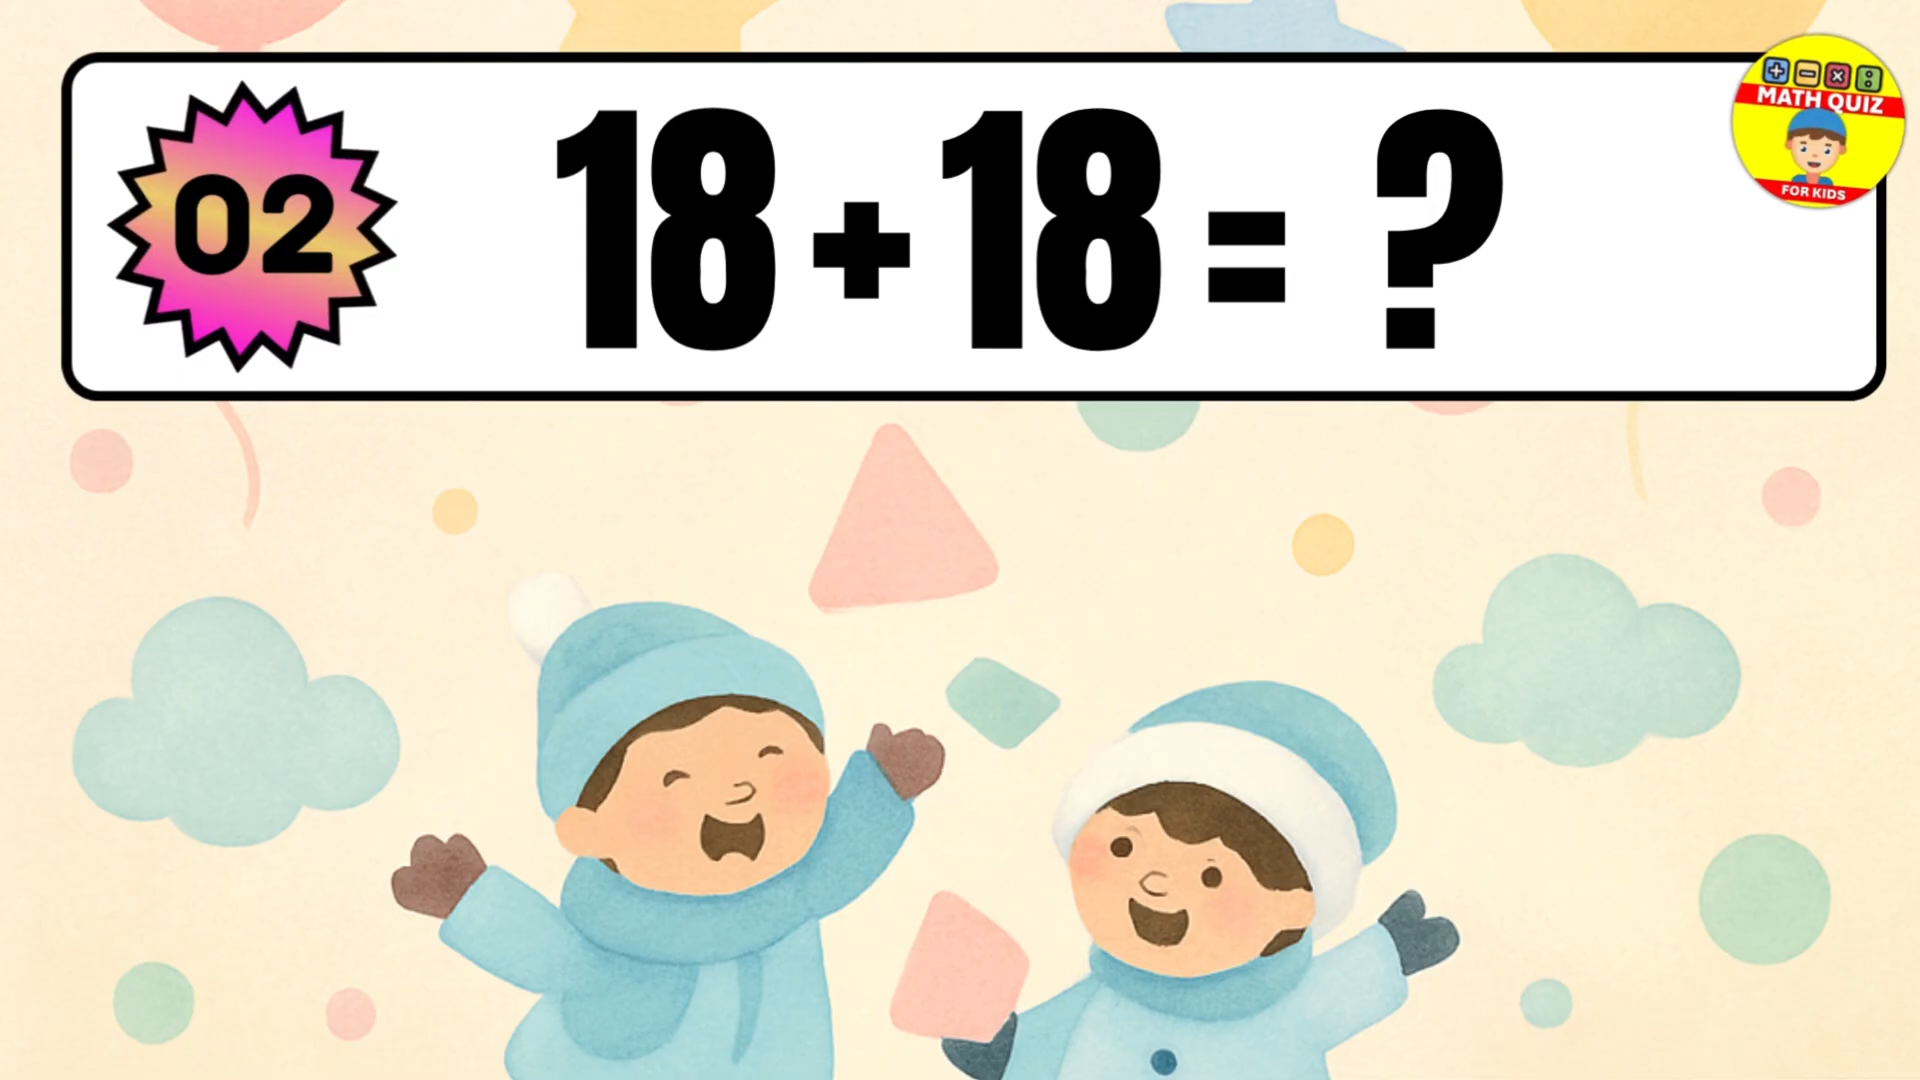 02
18+18= ?
+ − × ÷
MATH QUIZ
FOR KIDS